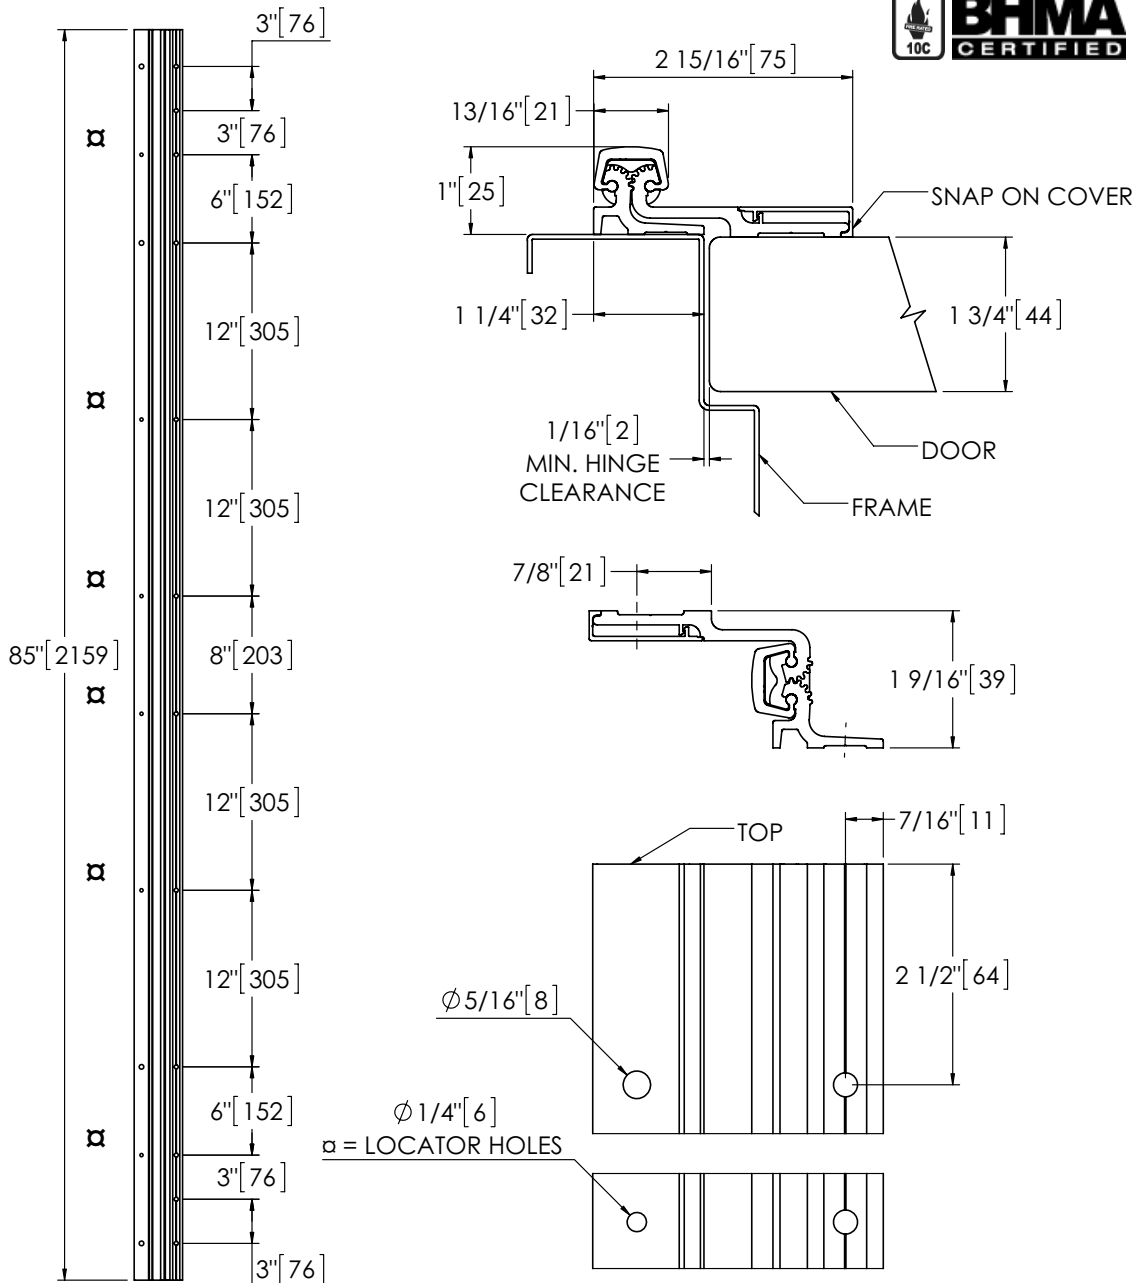 3"[76]
3"[76]
6"[152]
12"[305]
12"[305]
85"[2159]
8"[203]
12"[305]
12"[305]
6"[152]
3"[76]
3"[76]
¤
¤
¤
¤
¤
¤
FIRE RATED
10C
BHMA
CERTIFIED
2 15/16"[75]
13/16"[21]
1"[25]
SNAP ON COVER
1 1/4"[32]
1 3/4"[44]
1/16"[2]
MIN. HINGE
CLEARANCE
DOOR
FRAME
7/8"[21]
1 9/16"[39]
TOP
7/16"[11]
2 1/2"[64]
∅5/16"[8]
∅1/4"[6]
¤ = LOCATOR HOLES